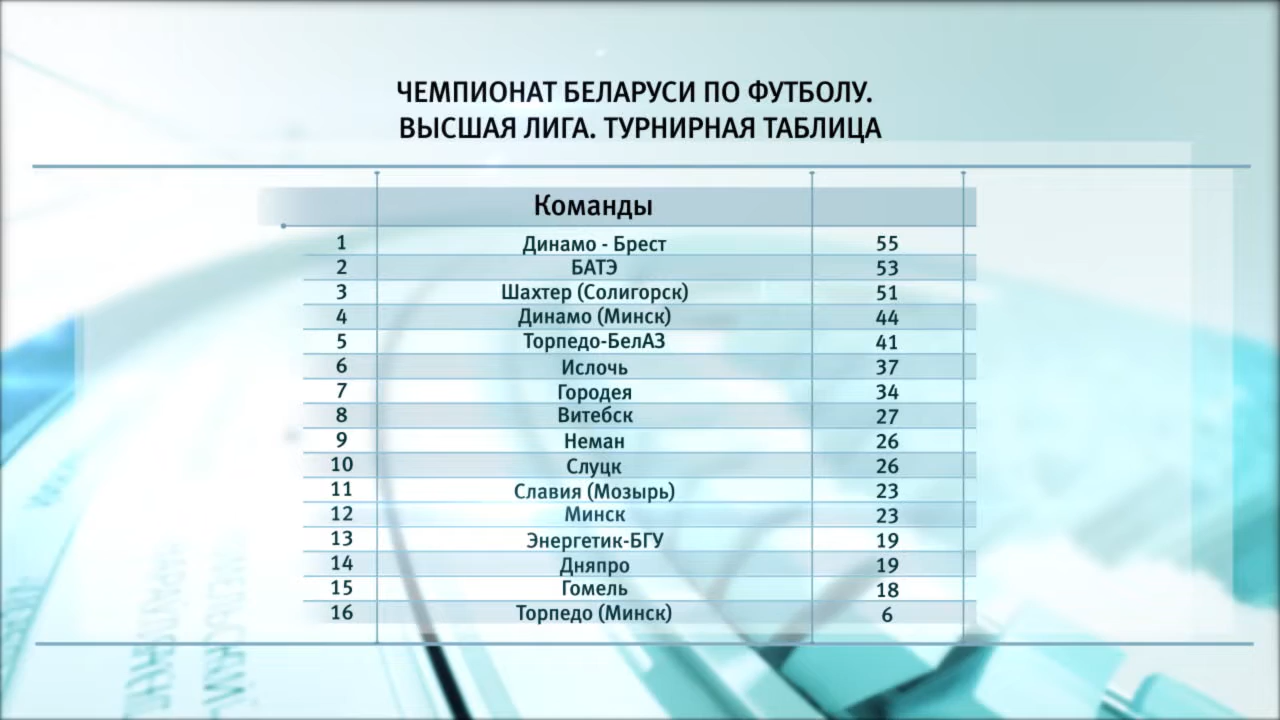 ЧЕМПИОНАТ БЕЛАРУСИ ПО ФУТБОЛУ.
ВЫСШАЯ ЛИГА. ТУРНИРНАЯ ТАБЛИЦА
Команды
1 Динамо - Брест 55
2 БАТЭ 53
3 Шахтер (Солигорск) 51
4 Динамо (Минск) 44
5 Торпедо-БелАЗ 41
6 Ислочь 37
7 Городея 34
8 Витебск 27
9 Неман 26
10 Слуцк 26
11 Славия (Мозырь) 23
12 Минск 23
13 Энергетик-БГУ 19
14 Дняпро 19
15 Гомель 18
16 Торпедо (Минск) 6